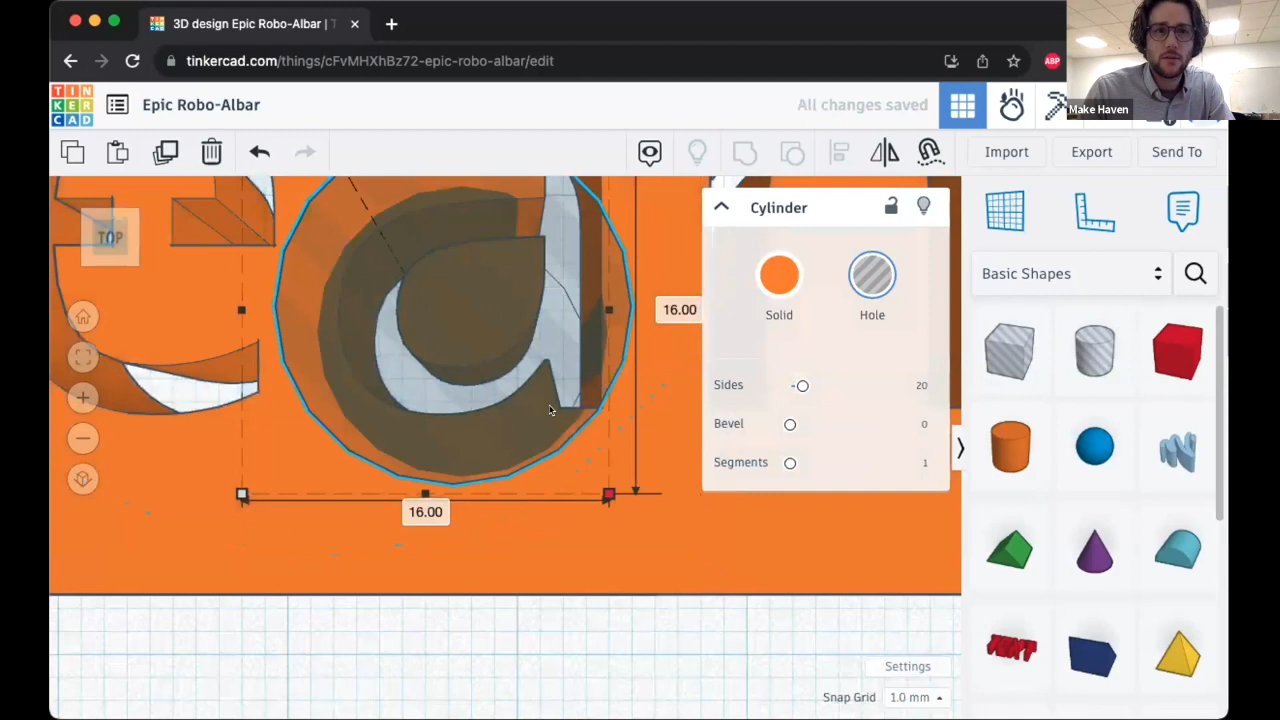 3D design Epic Robo-Albar | T
tinkercad.com/things/cFvMHXhBz72-epic-robo-albar/edit
ABP
Make Haven
TIN
KER
CAD
Epic Robo-Albar
All changes saved
Import
Export
Send To
TOP
Cylinder
Solid
Hole
Sides
20
Bevel
0
Segments
1
Basic Shapes
16.00
16.00
a
TEXT
Settings
Snap Grid
1.0 mm